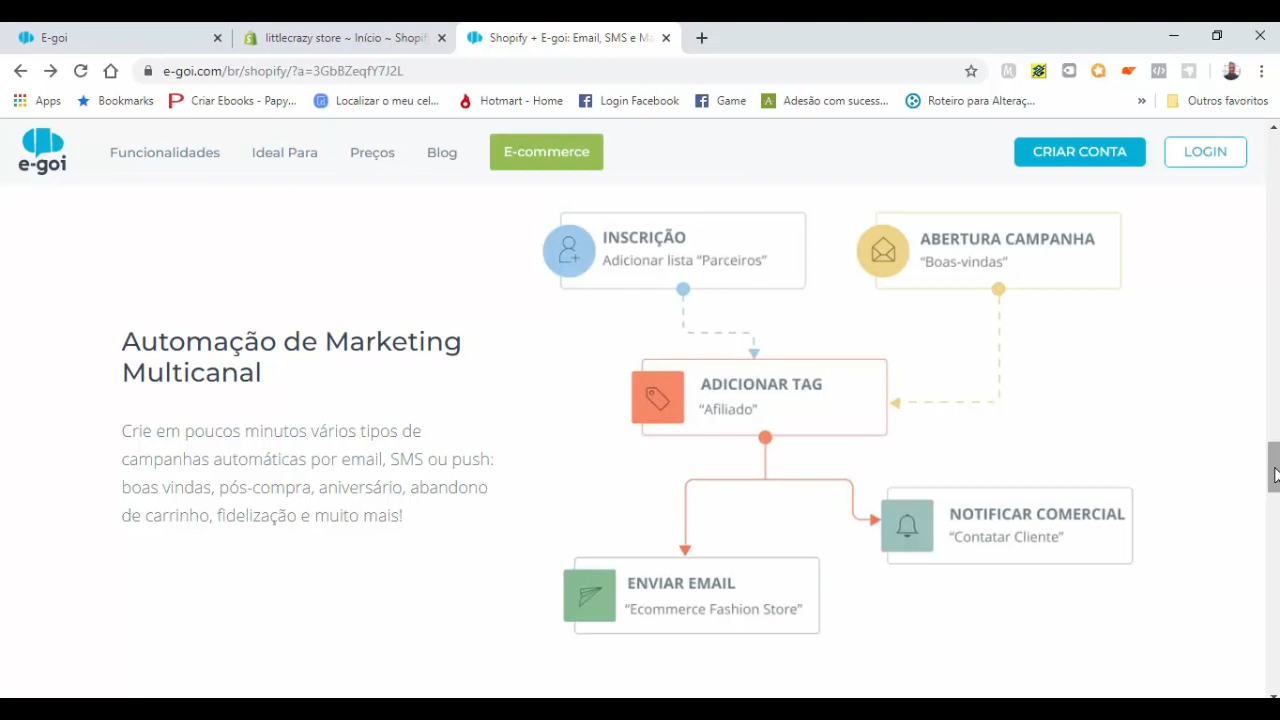 E-goi
littlecrazy store ~ Início ~ Shopif
Shopify + E-goi: Email, SMS e Ma
e-goi.com/br/shopify/?a=3GbBZeqfY7J2L
Apps
Bookmarks
Criar Ebooks - Papy...
Localizar o meu cel...
Hotmart - Home
Login Facebook
Game
Adesão com sucess...
Roteiro para Alteraç...
»
Outros favoritos
e-goi
Funcionalidades
Ideal Para
Preços
Blog
E-commerce
CRIAR CONTA
LOGIN
INSCRIÇÃO
Adicionar lista “Parceiros”
ABERTURA CAMPANHA
“Boas-vindas”
Automação de Marketing
Multicanal
ADICIONAR TAG
“Afiliado”
Crie em poucos minutos vários tipos de
campanhas automáticas por email, SMS ou push:
boas vindas, pós-compra, aniversário, abandono
de carrinho, fidelização e muito mais!
NOTIFICAR COMERCIAL
“Contatar Cliente”
ENVIAR EMAIL
“Ecommerce Fashion Store”